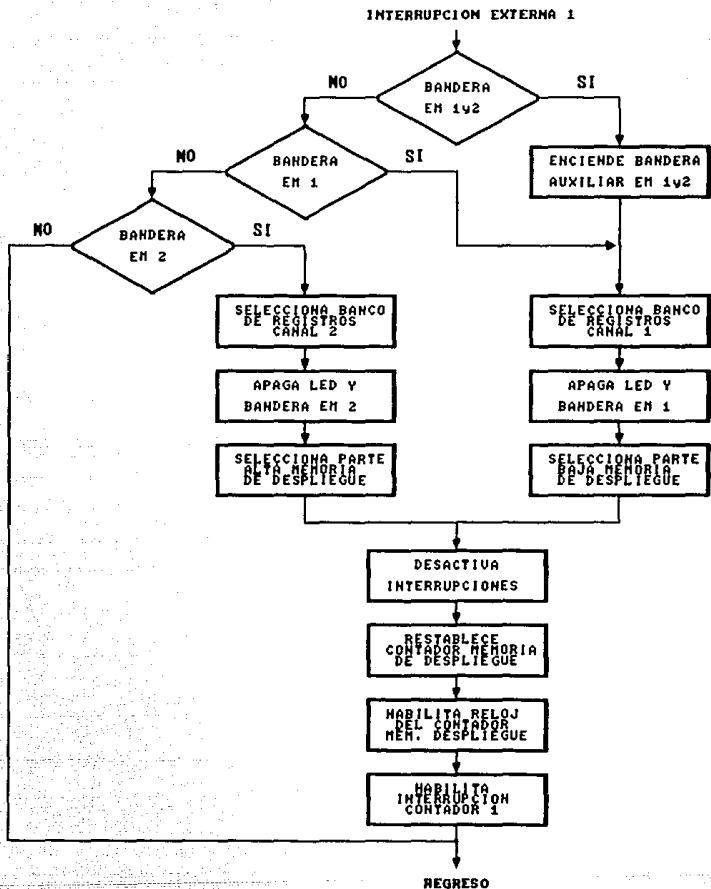 INTERRUPCION EXTERNA 1
NO
BANDERA
EM 1y2
SI
NO
BANDERA
EM 1
SI
ENCIENDE BANDERA
AUXILIAR EM 1y2
NO
BANDERA
EM 2
SI
SELECCIONA BANCO
DE REGISTROS
CANAL 2
SELECCIONA BANCO
DE REGISTROS
CANAL 1
APAGA LED Y
BANDERA EM 2
APAGA LED Y
BANDERA EM 1
SELECCIONA PARTE
ALTA MEMORIA
DE DESPLIEGUE
SELECCIONA PARTE
BAJA MEMORIA
DE DESPLIEGUE
DESACTIVA
INTERRUPCIONES
RESTABLECE
CONTADOR MEMORIA
DE DESPLIEGUE
HABILITA RELOJ
DEL CONTADOR
MEM. DESPLIEGUE
HABILITA
INTERRUPCION
CONTADOR 1
REGRESO